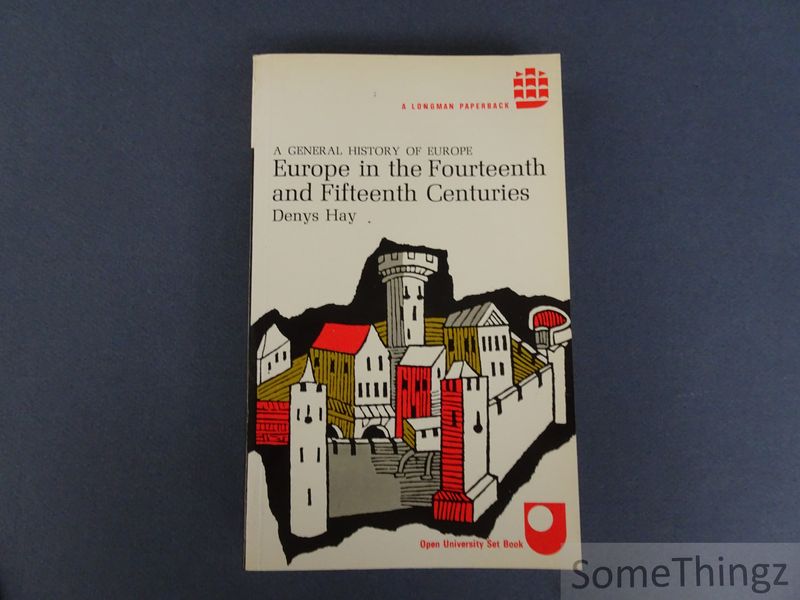 A LONGMAN PAPERBACK
A GENERAL HISTORY OF EUROPE
Europe in the Fourteenth
and Fifteenth Centuries
Denys Hay
Open University Set Book
SomeThingz